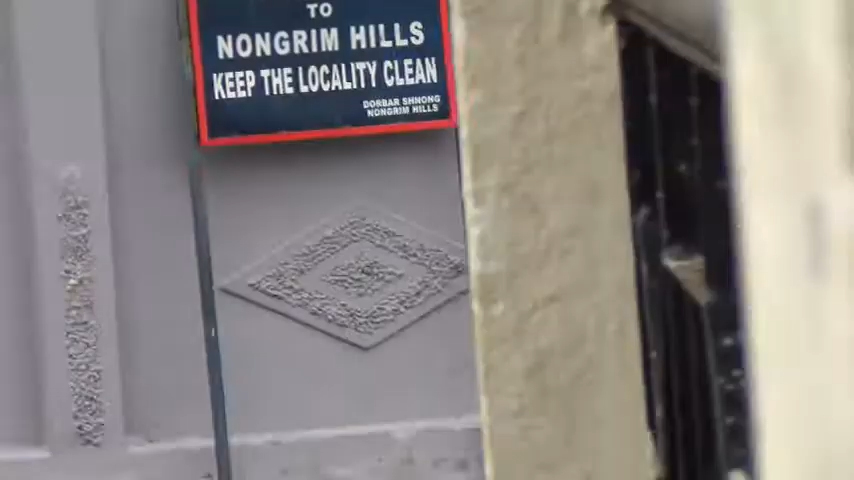 TO
NONGRIM HILLS
KEEP THE LOCALITY CLEAN
DORBAR SHNONG
NONGRIM HILLS